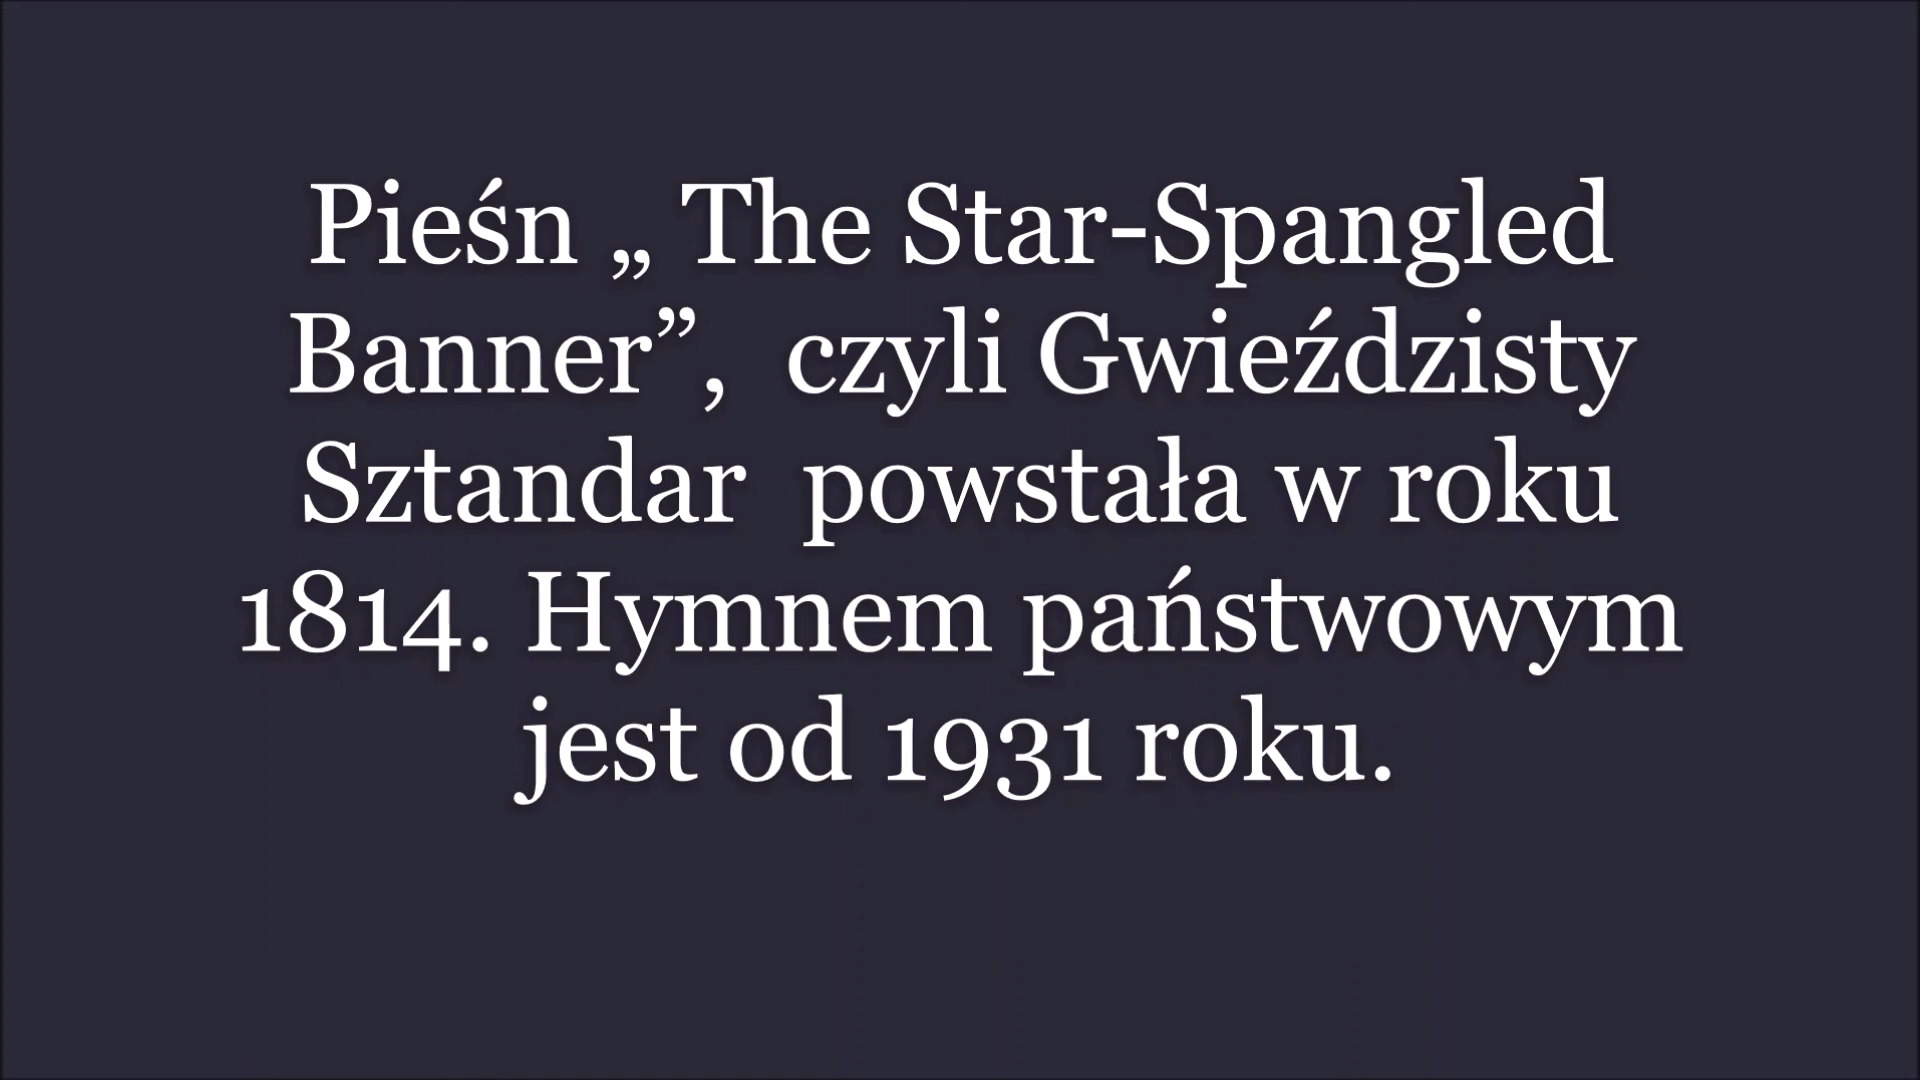 Pieśn „ The Star-Spangled
Banner”,  czyli Gwieździsty
Sztandar  powstała w roku
1814. Hymnem państwowym
jest od 1931 roku.